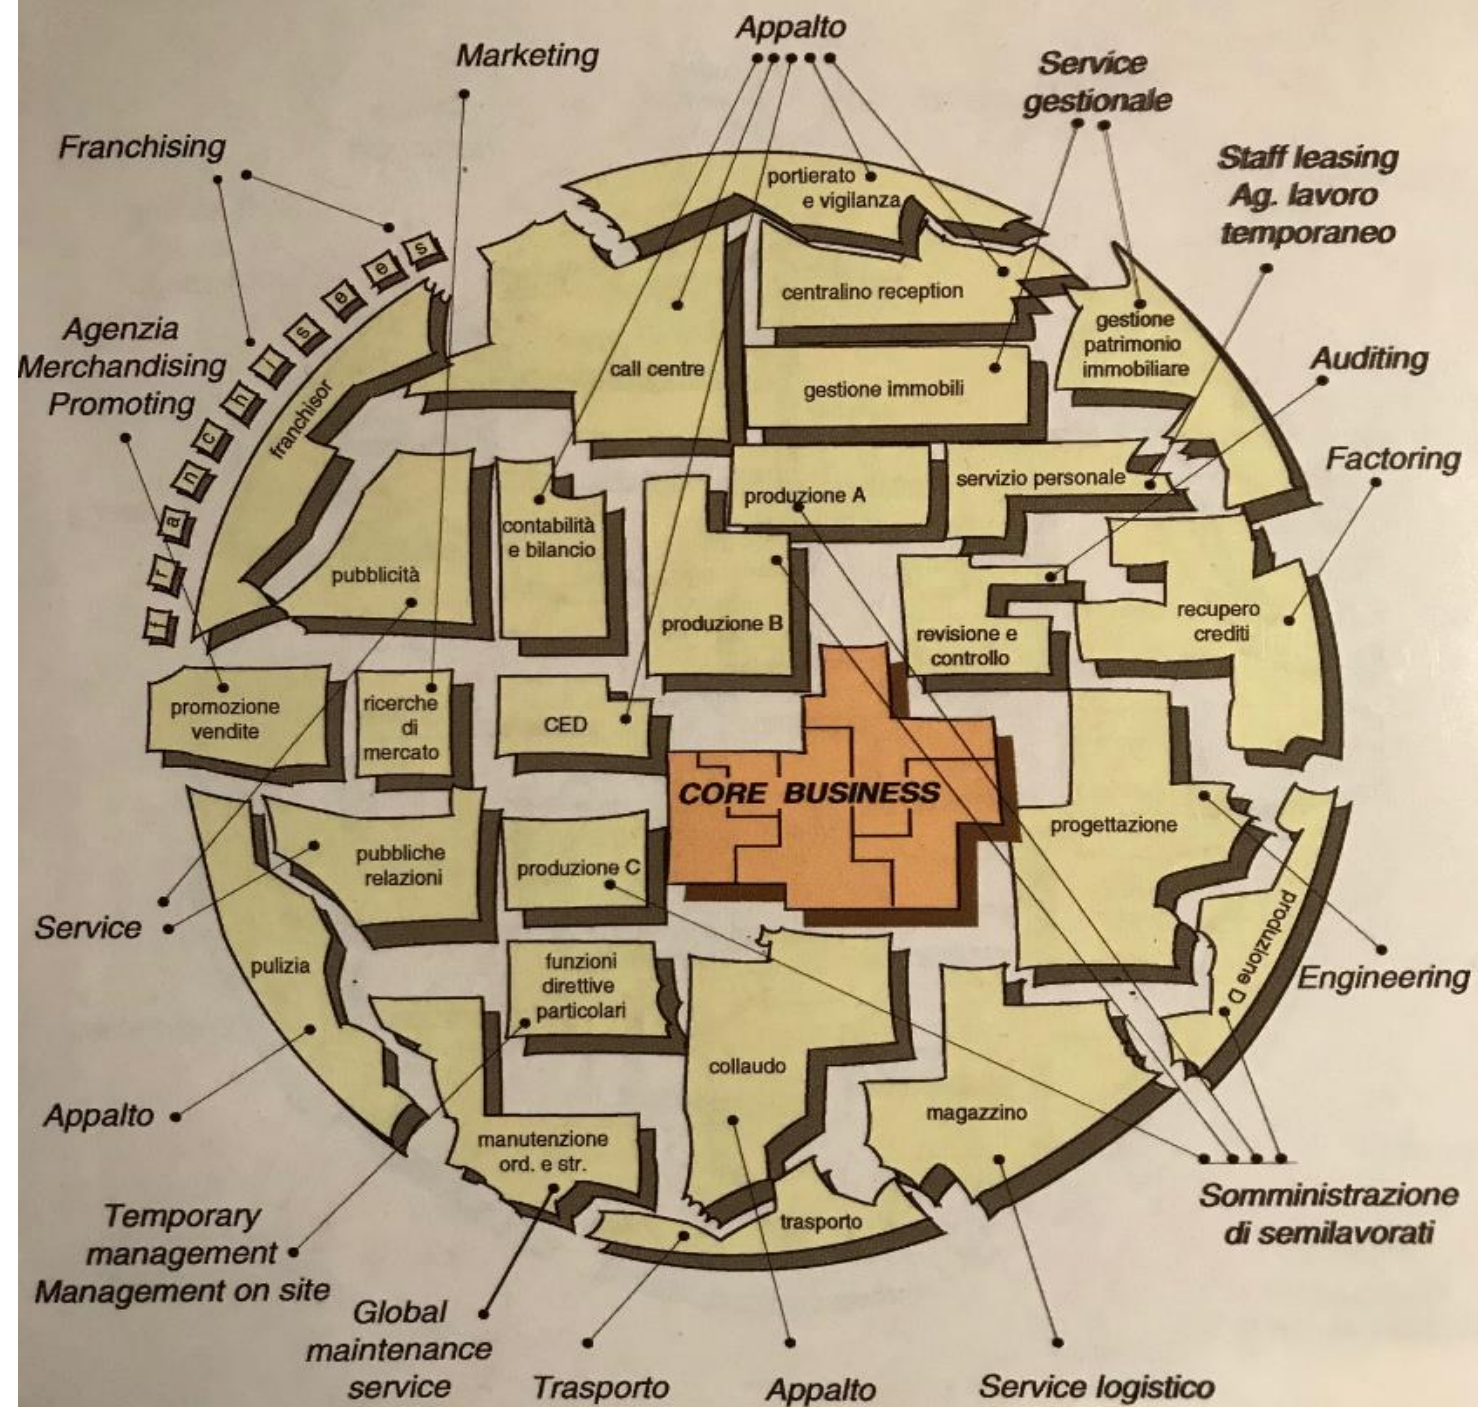 Appalto
Marketing
Service
gestionale
Franchising
Staff leasing
Ag. lavoro
temporaneo
portierato
e vigilanza
franchisees
Agenzia
Merchandising
Promoting
franchisor
call centre
centralino reception
gestione immobili
gestione
patrimonio
immobiliare
Auditing
Factoring
pubblicità
contabilità
e bilancio
produzione A
servizio personale
produzione B
revisione e
controllo
recupero
crediti
promozione
vendite
ricerche
di
mercato
CED
CORE BUSINESS
progettazione
pubbliche
relazioni
produzione C
produzione D
Service
pulizia
funzioni
direttive
particolari
Engineering
collaudo
magazzino
Appalto
manutenzione
ord. e str.
trasporto
Somministrazione
di semilavorati
Temporary
management
Management on site
Global
maintenance
service
Trasporto
Appalto
Service logistico